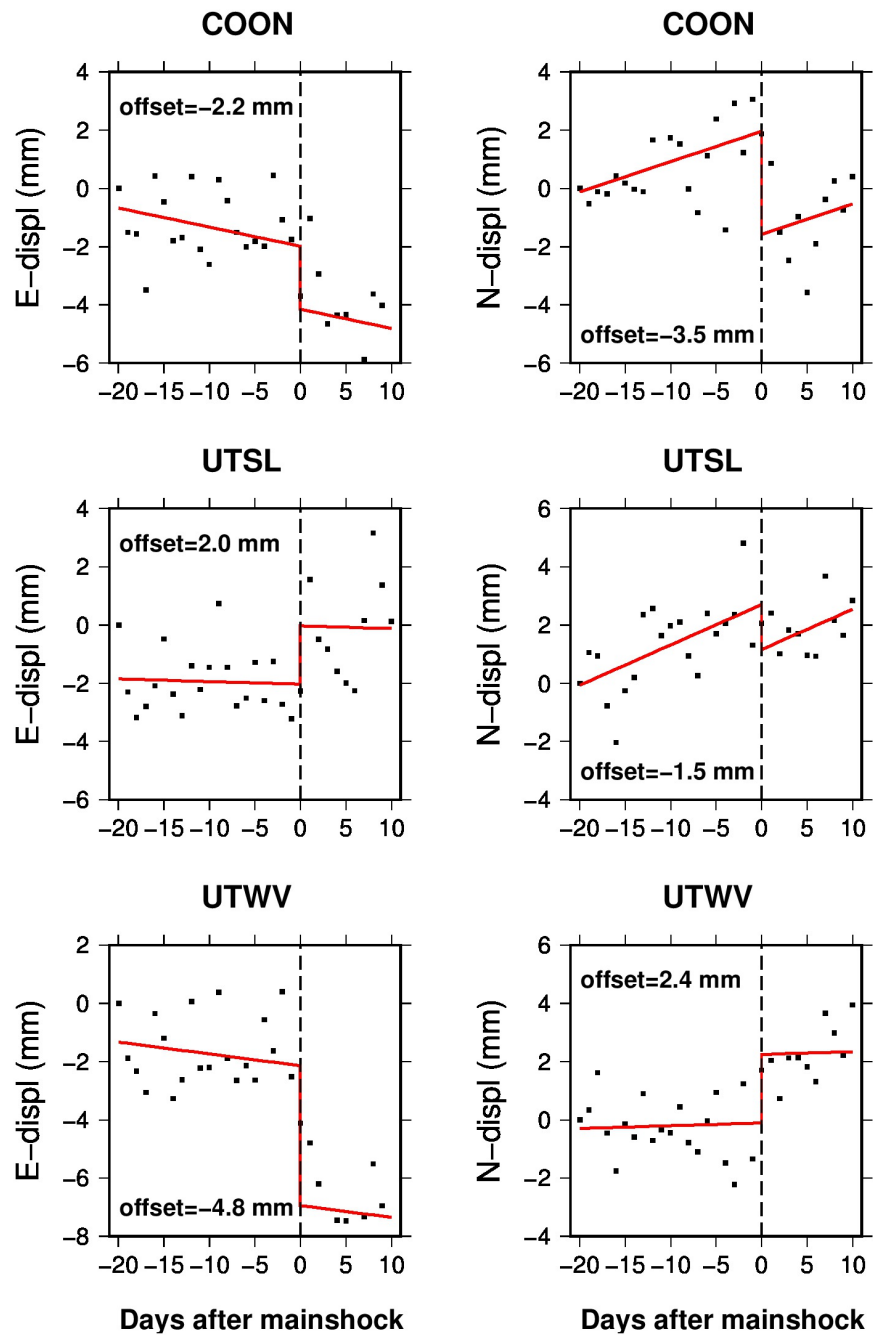 COON
COON
4
2
0
−2
−4
−6
E−displ (mm)
offset=−2.2 mm
−20 −15 −10 −5 0 5 10
4
2
0
−2
−4
−6
N−displ (mm)
offset=−3.5 mm
−20 −15 −10 −5 0 5 10
UTSL
UTSL
4
2
0
−2
−4
−6
E−displ (mm)
offset=2.0 mm
−20 −15 −10 −5 0 5 10
6
4
2
0
−2
−4
N−displ (mm)
offset=−1.5 mm
−20 −15 −10 −5 0 5 10
UTWV
UTWV
2
0
−2
−4
−6
−8
E−displ (mm)
offset=−4.8 mm
−20 −15 −10 −5 0 5 10
Days after mainshock
6
4
2
0
−2
−4
N−displ (mm)
offset=2.4 mm
−20 −15 −10 −5 0 5 10
Days after mainshock